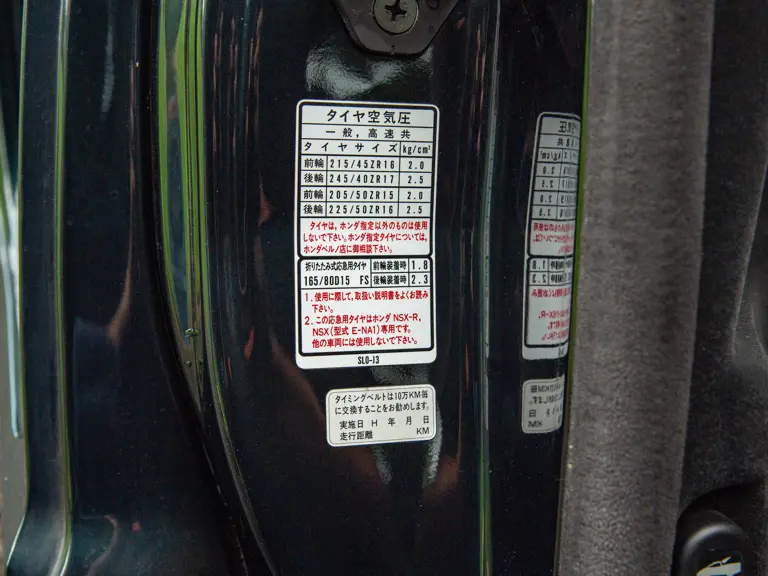 タイヤ空気圧
一般，高速共
タイヤサイズ kg/cm²
前輪 215/45ZR16 2.0
後輪 245/40ZR17 2.5
前輪 205/50ZR15 2.0
後輪 225/50ZR16 2.5
タイヤは，ホンダ指定以外のものは使用
しないで下さい。ホンダ指定タイヤについては，
ホンダベルノ店に御相談下さい。
折りたたみ式応急用タイヤ 前輪装着時 1.8
165/80D15 FS 後輪装着時 2.3
1．使用に際して，取扱い説明書をよくお読み
下さい。
2．この応急用タイヤはホンダ NSX-R，
NSX(型式 E-NA1)専用です。
他の車両には使用しないで下さい。
SL0-J3
タイミングベルトは10万KM毎
に交換することをお勧めします。
実施日 H 年 月 日
走行距離 KM